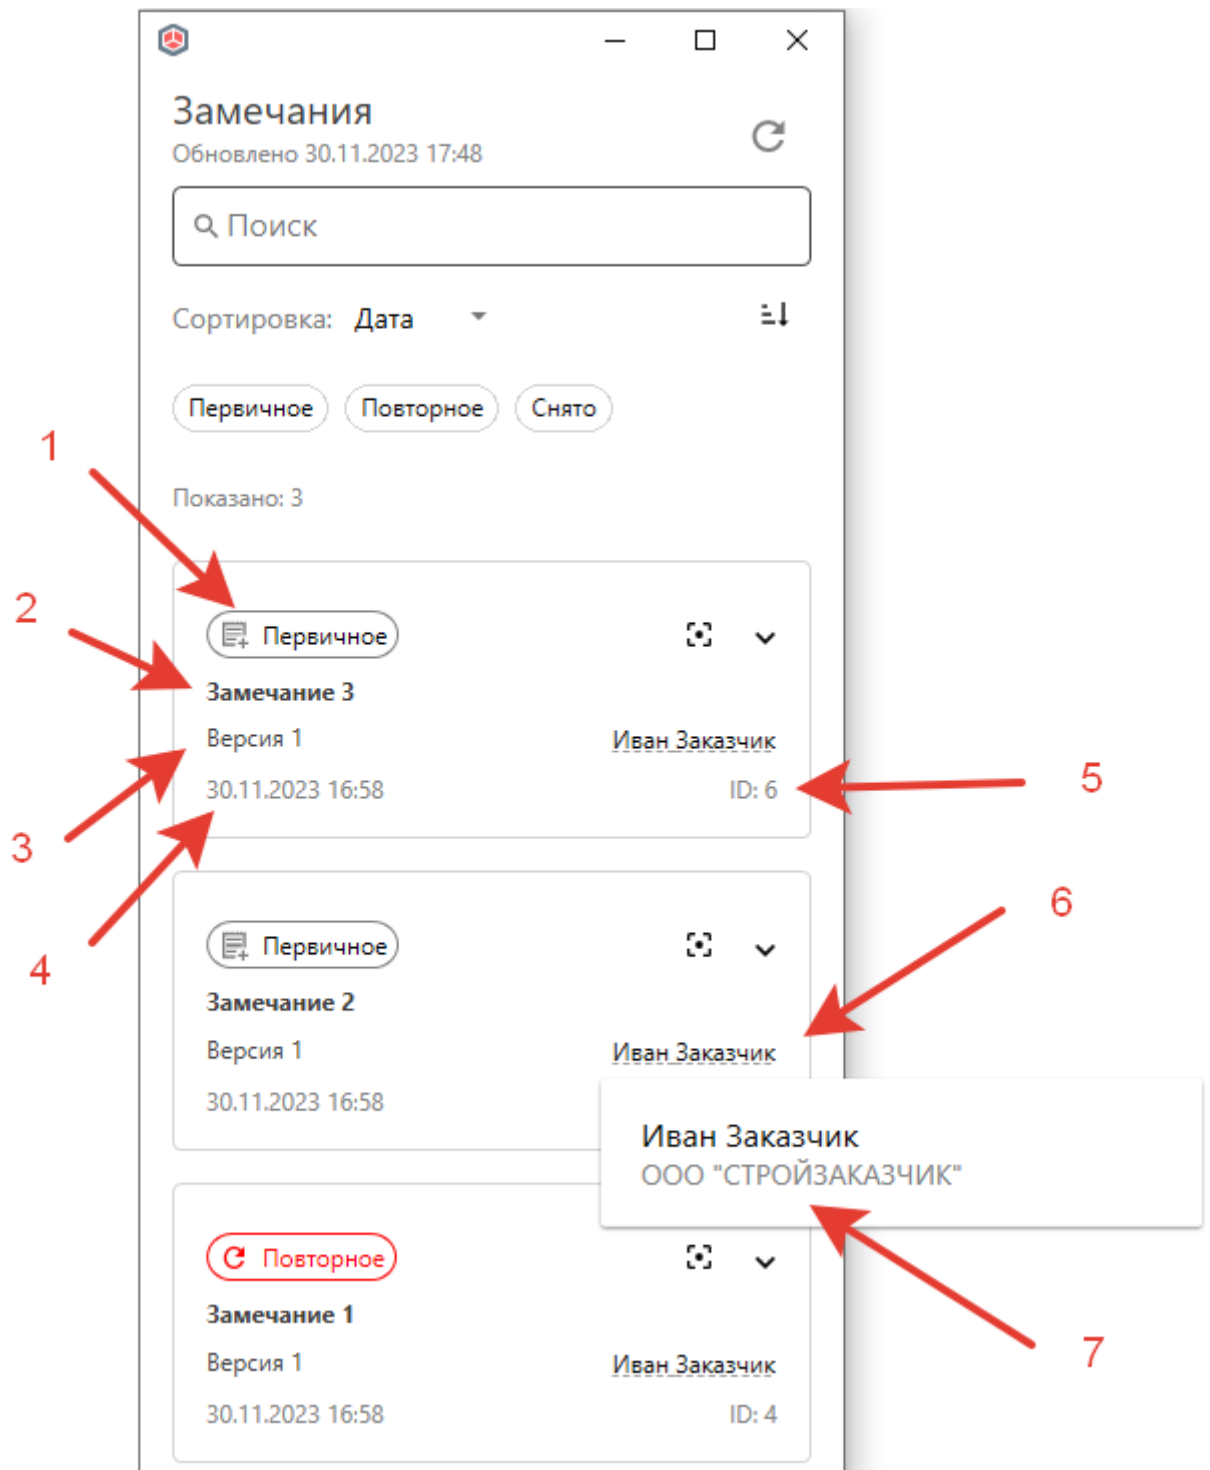 Замечания
Обновлено 30.11.2023 17:48
Поиск
Сортировка: Дата
Первичное Повторное Снято
1
Показано: 3
2
Первичное
Замечание 3
Версия 1 Иван Заказчик
30.11.2023 16:58 ID: 6
5
3
4
6
Первичное
Замечание 2
Версия 1 Иван Заказчик
30.11.2023 16:58
Иван Заказчик
ООО "СТРОЙЗАКАЗЧИК"
Повторное
Замечание 1
7
Версия 1 Иван Заказчик
30.11.2023 16:58 ID: 4